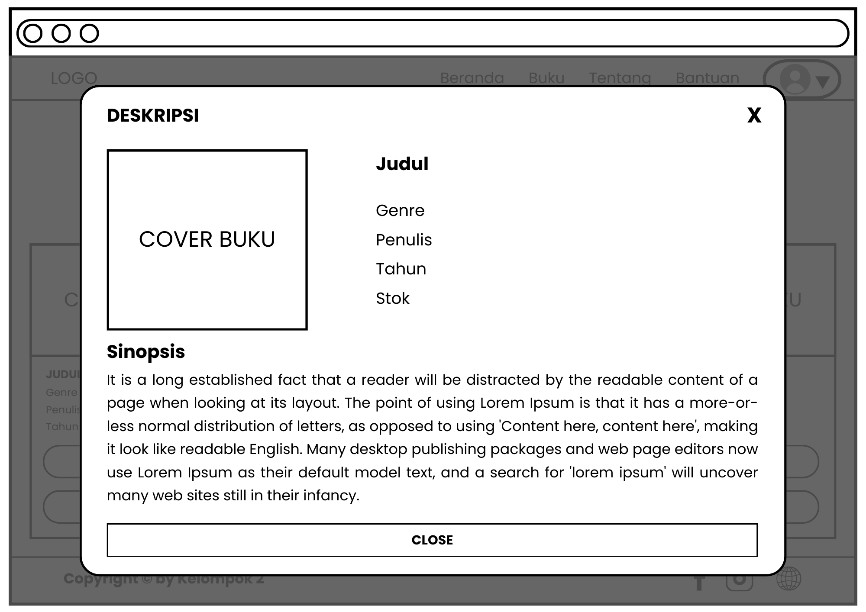 LOGO
Beranda Buku Tentang Bantuan
DESKRIPSI
X
COVER BUKU
Judul
Genre
Penulis
Tahun
Stok
Sinopsis
It is a long established fact that a reader will be distracted by the readable content of a
page when looking at its layout. The point of using Lorem Ipsum is that it has a more-or-
less normal distribution of letters, as opposed to using 'Content here, content here', making
it look like readable English. Many desktop publishing packages and web page editors now
use Lorem Ipsum as their default model text, and a search for 'lorem ipsum' will uncover
many web sites still in their infancy.
CLOSE
C
U
JUDUL
Genre
Penulis
Tahun
Copyright © by Kelompok 2